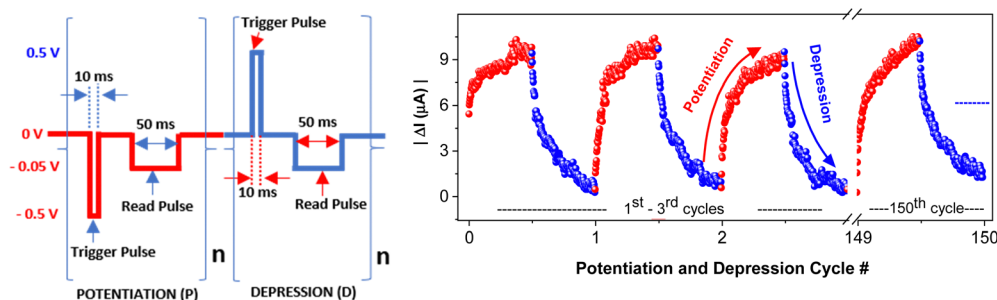 Trigger Pulse
0.5 V
10 ms
50 ms
50 ms
0 V
- 0.05 V
10 ms
Read Pulse
Read Pulse
- 0.5 V
Trigger Pulse
n
n
POTENTIATION (P)
DEPRESSION (D)
| ΔI (µA) |
9
6
3
0
Potentiation
Depression
1st - 3rd cycles
150th cycle
0
1
2
149
150
Potentiation and Depression Cycle #